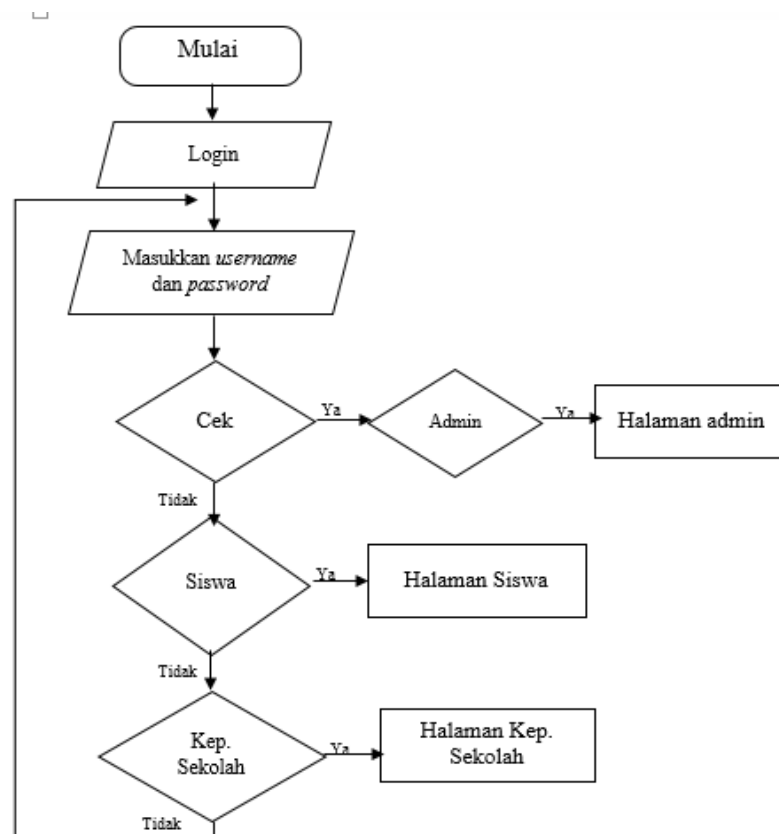 Mulai
Login
Masukkan username
dan password
Cek
Ya
Admin
Ya
Halaman admin
Tidak
Siswa
Ya
Halaman Siswa
Tidak
Kep.
Sekolah
Ya
Halaman Kep.
Sekolah
Tidak